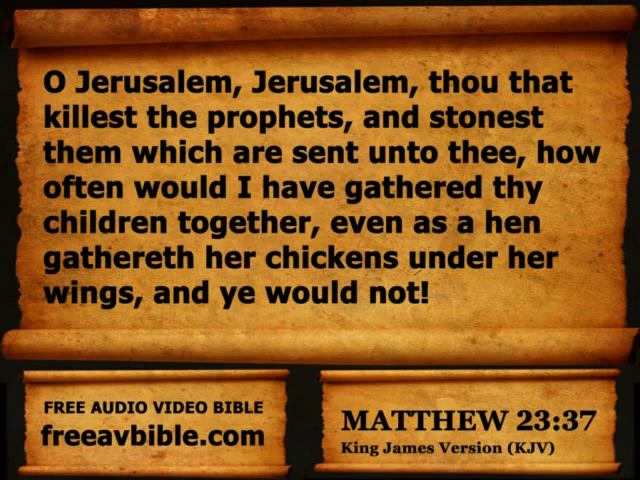 O Jerusalem, Jerusalem, thou that
killest the prophets, and stonest
them which are sent unto thee, how
often would I have gathered thy
children together, even as a hen
gathereth her chickens under her
wings, and ye would not!
FREE AUDIO VIDEO BIBLE
freeavbible.com
MATTHEW 23:37
King James Version (KJV)